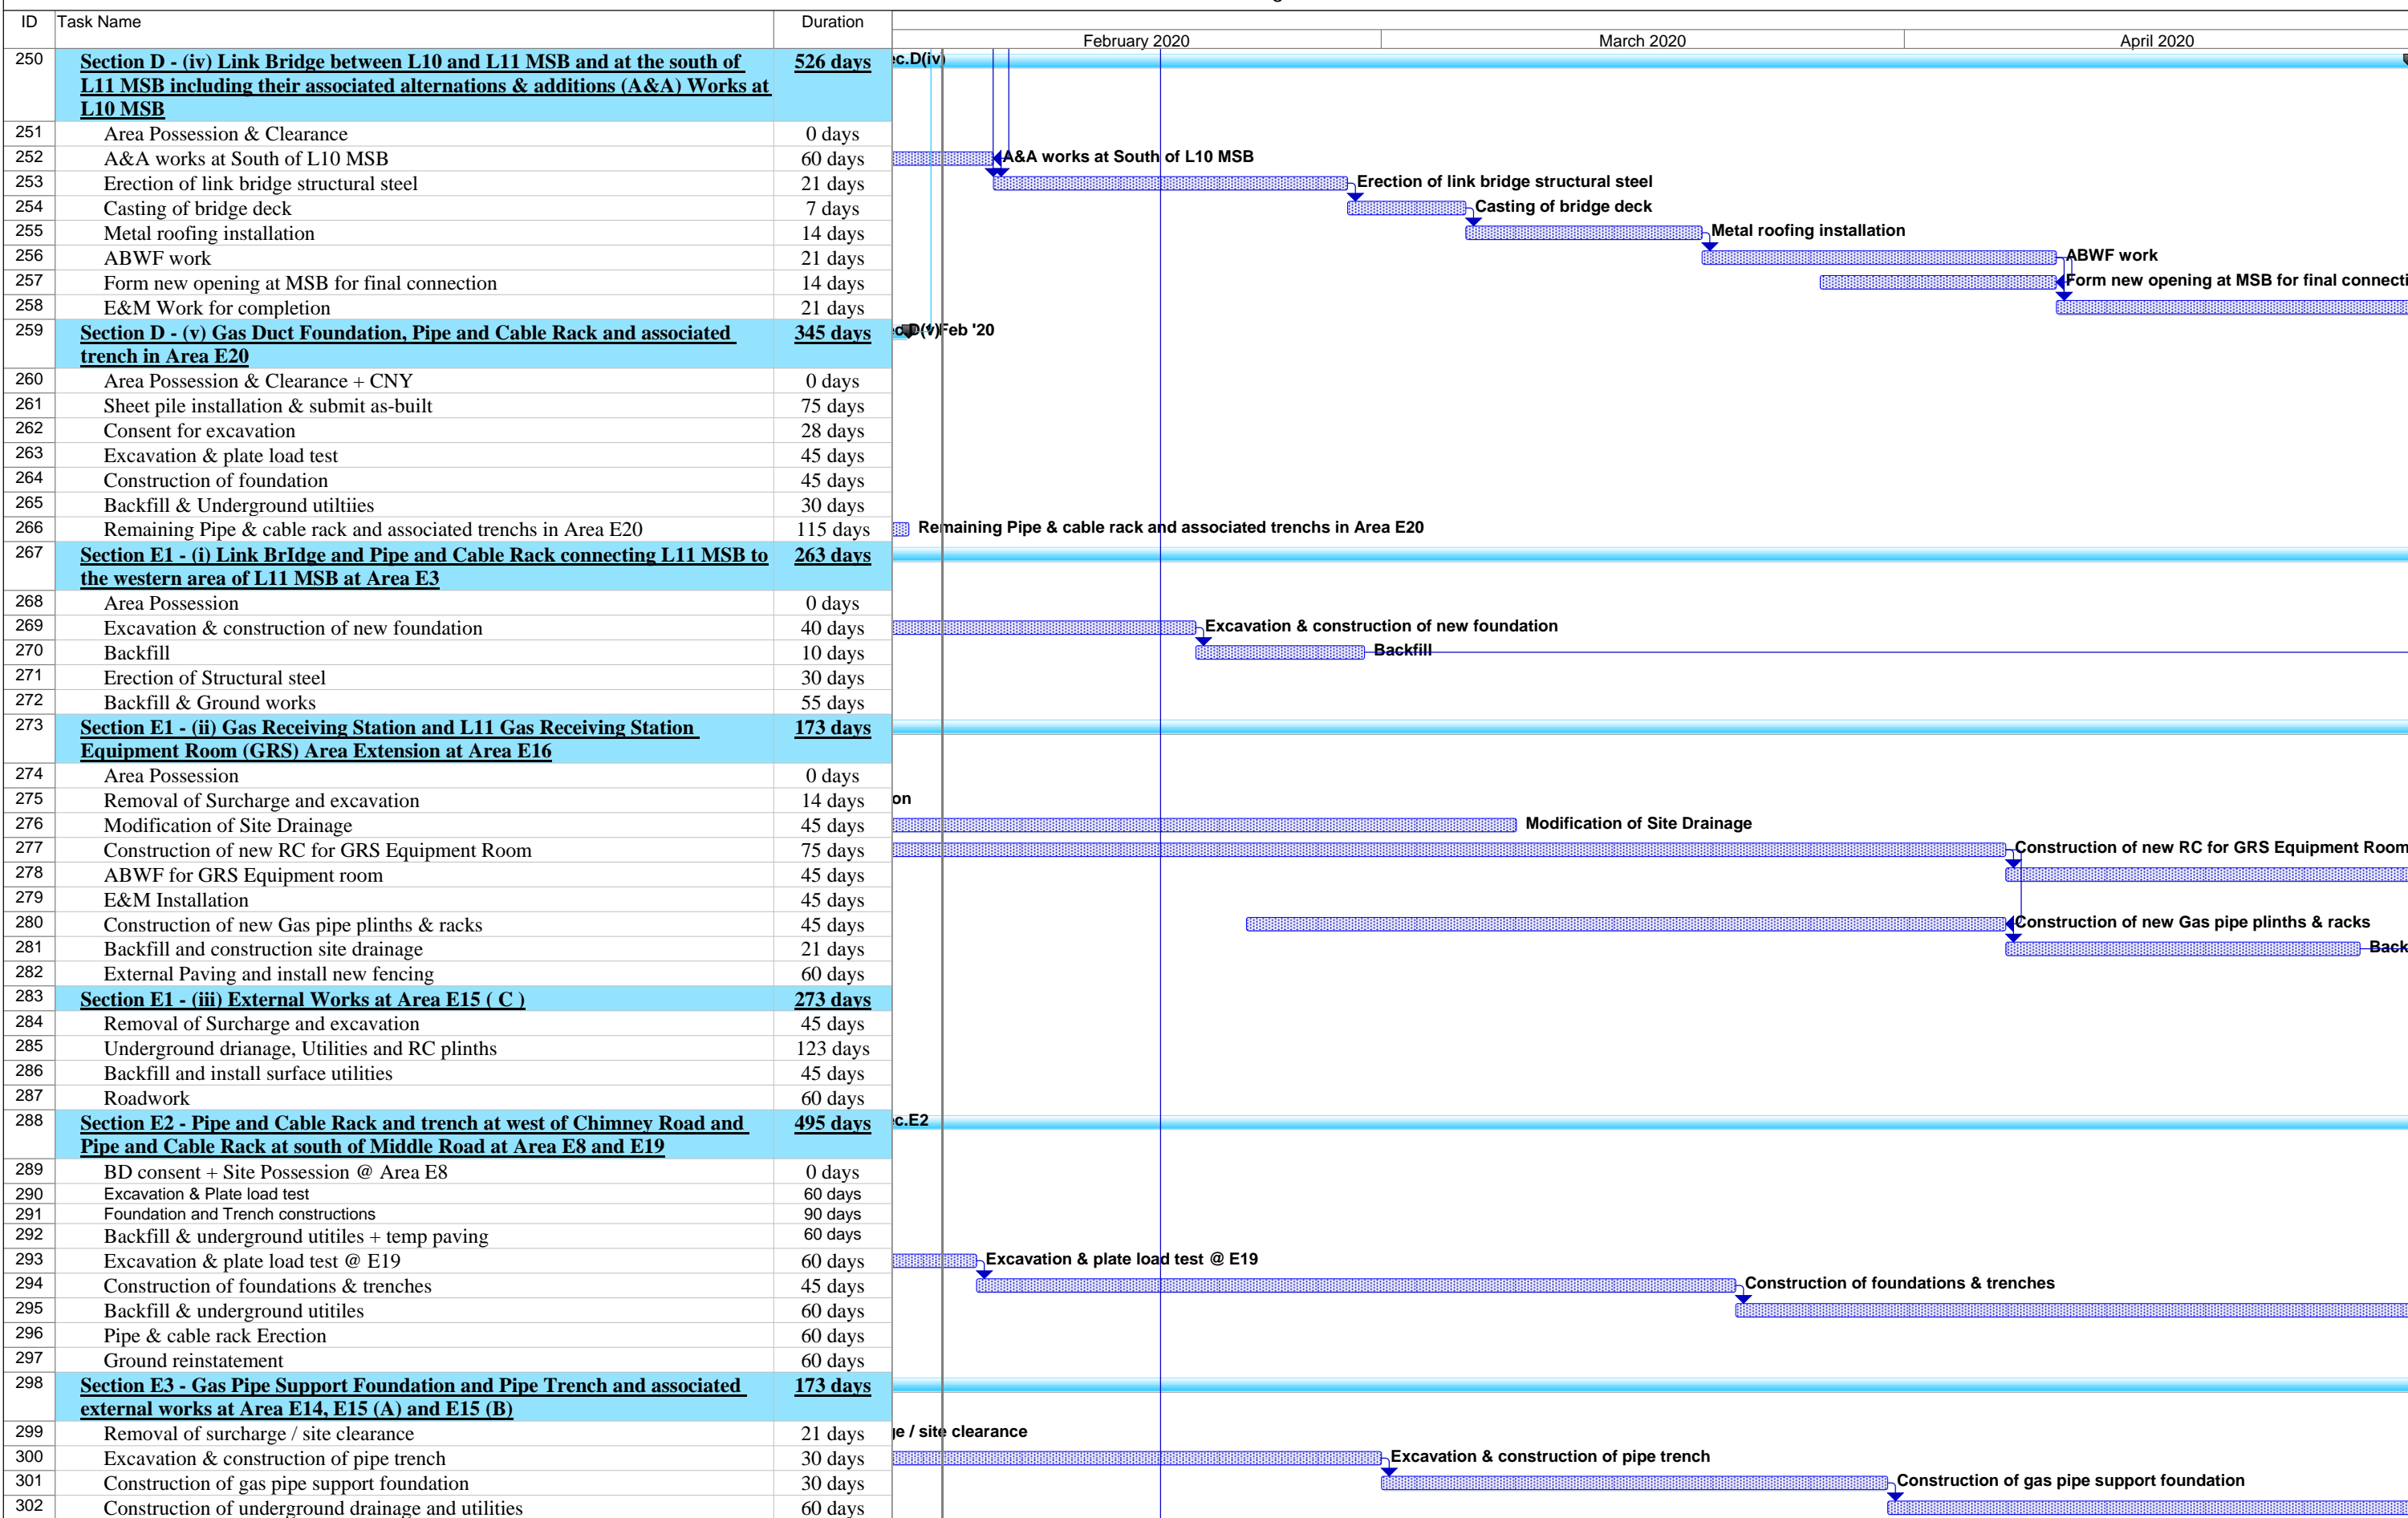 ID Task Name Duration
February 2020 March 2020 April 2020
250 Section D - (iv) Link Bridge between L10 and L11 MSB and at the south of 526 days ec.D(iv)
L11 MSB including their associated alternations & additions (A&A) Works at
L10 MSB
251 Area Possession & Clearance 0 days
252 A&A works at South of L10 MSB 60 days A&A works at South of L10 MSB
253 Erection of link bridge structural steel 21 days Erection of link bridge structural steel
254 Casting of bridge deck 7 days Casting of bridge deck
255 Metal roofing installation 14 days Metal roofing installation
256 ABWF work 21 days ABWF work
257 Form new opening at MSB for final connection 14 days Form new opening at MSB for final connecti
258 E&M Work for completion 21 days
259 Section D - (v) Gas Duct Foundation, Pipe and Cable Rack and associated 345 days ec.D(v) Feb '20
trench in Area E20
260 Area Possession & Clearance + CNY 0 days
261 Sheet pile installation & submit as-built 75 days
262 Consent for excavation 28 days
263 Excavation & plate load test 45 days
264 Construction of foundation 45 days
265 Backfill & Underground utiltiies 30 days
266 Remaining Pipe & cable rack and associated trenchs in Area E20 115 days Remaining Pipe & cable rack and associated trenchs in Area E20
267 Section E1 - (i) Link BrIdge and Pipe and Cable Rack connecting L11 MSB to 263 days
the western area of L11 MSB at Area E3
268 Area Possession 0 days
269 Excavation & construction of new foundation 40 days Excavation & construction of new foundation
270 Backfill 10 days Backfill
271 Erection of Structural steel 30 days
272 Backfill & Ground works 55 days
273 Section E1 - (ii) Gas Receiving Station and L11 Gas Receiving Station 173 days
Equipment Room (GRS) Area Extension at Area E16
274 Area Possession 0 days
275 Removal of Surcharge and excavation 14 days on
276 Modification of Site Drainage 45 days Modification of Site Drainage
277 Construction of new RC for GRS Equipment Room 75 days Construction of new RC for GRS Equipment Room
278 ABWF for GRS Equipment room 45 days
279 E&M Installation 45 days
280 Construction of new Gas pipe plinths & racks 45 days Construction of new Gas pipe plinths & racks
281 Backfill and construction site drainage 21 days Back
282 External Paving and install new fencing 60 days
283 Section E1 - (iii) External Works at Area E15 ( C ) 273 days
284 Removal of Surcharge and excavation 45 days
285 Underground drianage, Utilities and RC plinths 123 days
286 Backfill and install surface utilities 45 days
287 Roadwork 60 days
288 Section E2 - Pipe and Cable Rack and trench at west of Chimney Road and 495 days ec.E2
Pipe and Cable Rack at south of Middle Road at Area E8 and E19
289 BD consent + Site Possession @ Area E8 0 days
290 Excavation & Plate load test 60 days
291 Foundation and Trench constructions 90 days
292 Backfill & underground utitiles + temp paving 60 days
293 Excavation & plate load test @ E19 60 days Excavation & plate load test @ E19
294 Construction of foundations & trenches 45 days Construction of foundations & trenches
295 Backfill & underground utitiles 60 days
296 Pipe & cable rack Erection 60 days
297 Ground reinstatement 60 days
298 Section E3 - Gas Pipe Support Foundation and Pipe Trench and associated 173 days
external works at Area E14, E15 (A) and E15 (B)
299 Removal of surcharge / site clearance 21 days ge / site clearance
300 Excavation & construction of pipe trench 30 days Excavation & construction of pipe trench
301 Construction of gas pipe support foundation 30 days Construction of gas pipe support foundation
302 Construction of underground drainage and utilities 60 days